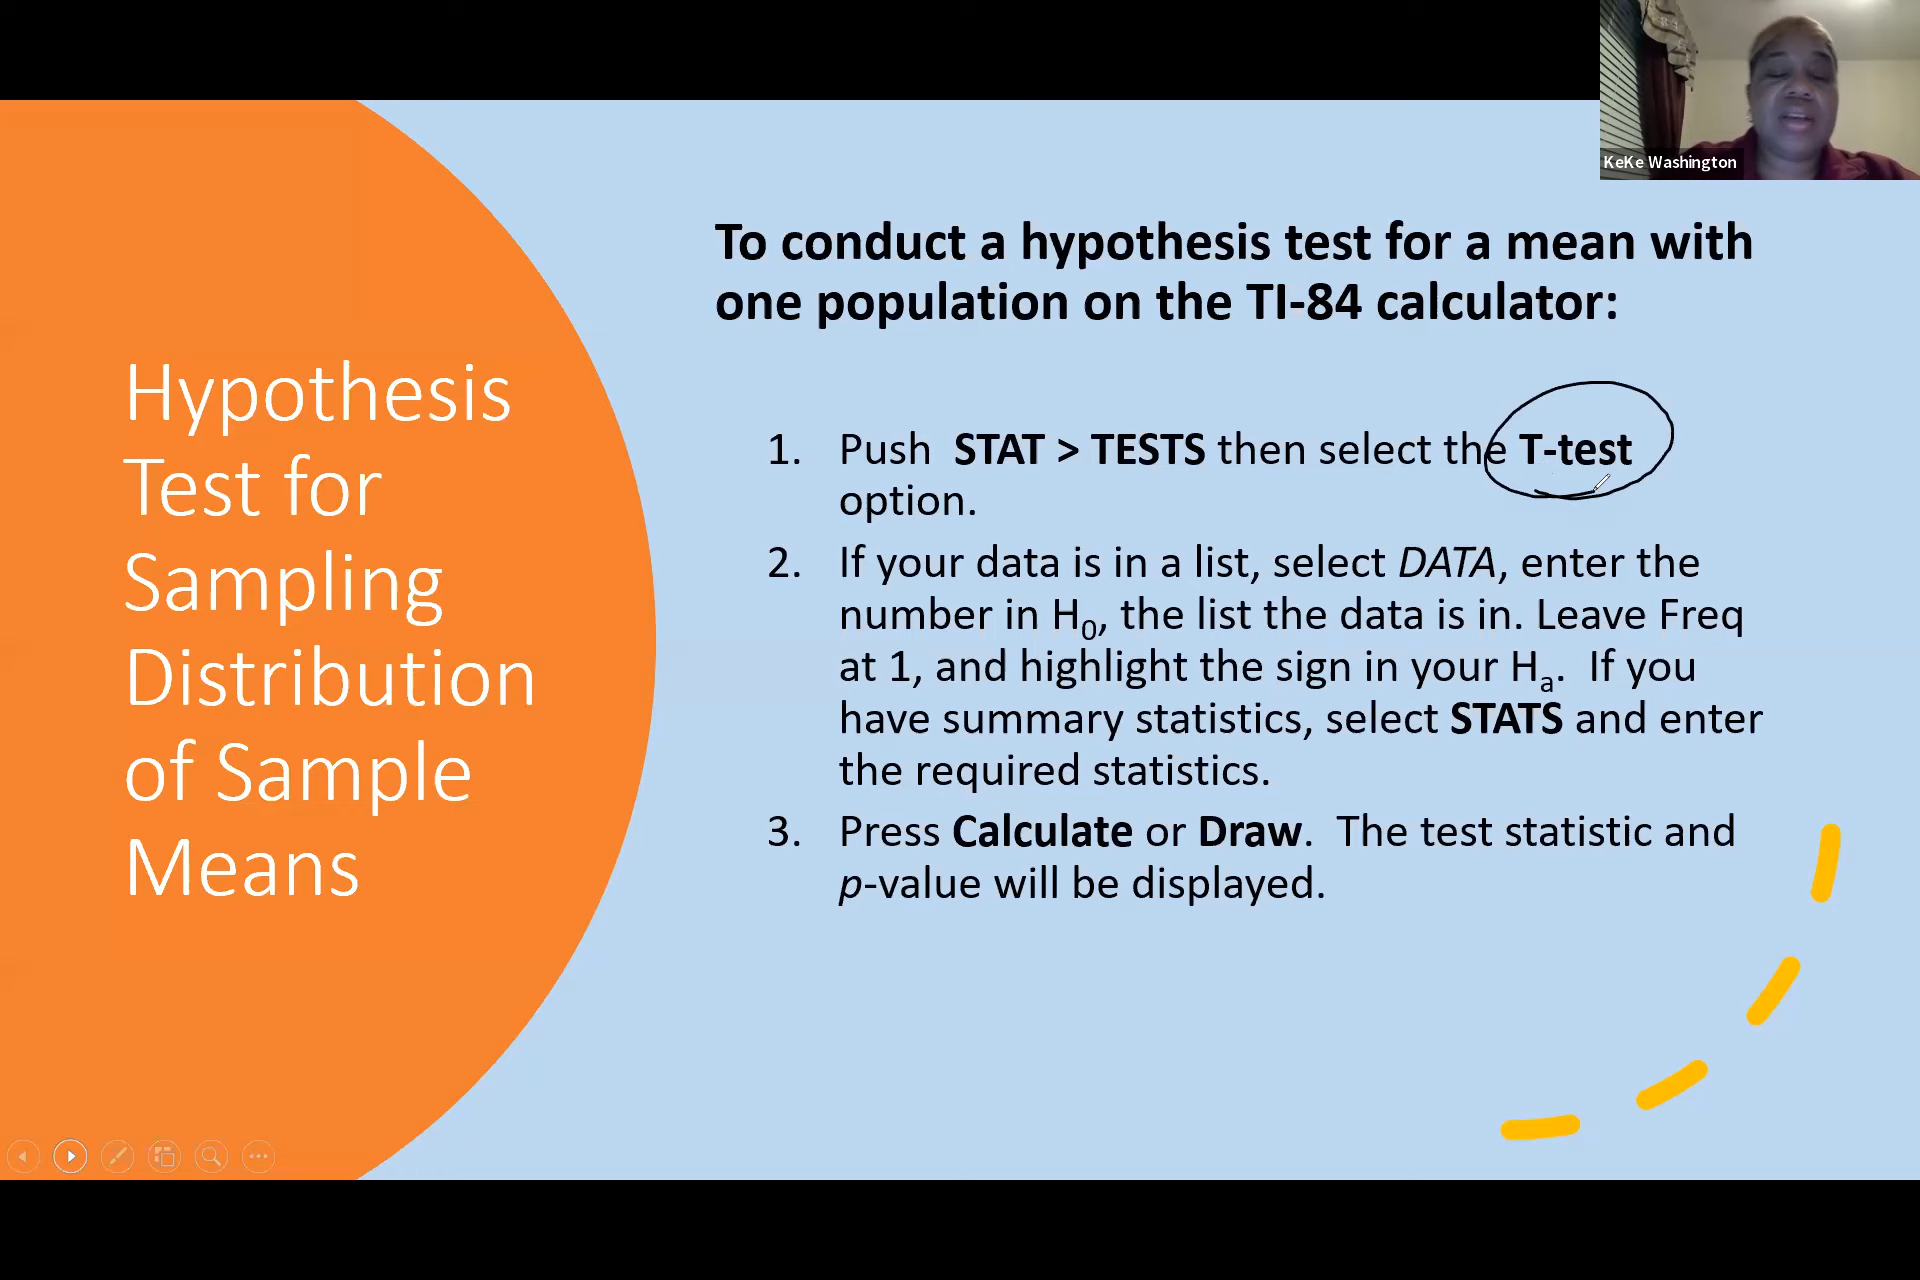 KeKe Washington
Hypothesis
Test for
Sampling
Distribution
of Sample
Means
To conduct a hypothesis test for a mean with
one population on the TI-84 calculator:
1. Push STAT > TESTS then select the T-test
option.
2. If your data is in a list, select DATA, enter the
number in H₀, the list the data is in. Leave Freq
at 1, and highlight the sign in your Hₐ. If you
have summary statistics, select STATS and enter
the required statistics.
3. Press Calculate or Draw. The test statistic and
p-value will be displayed.